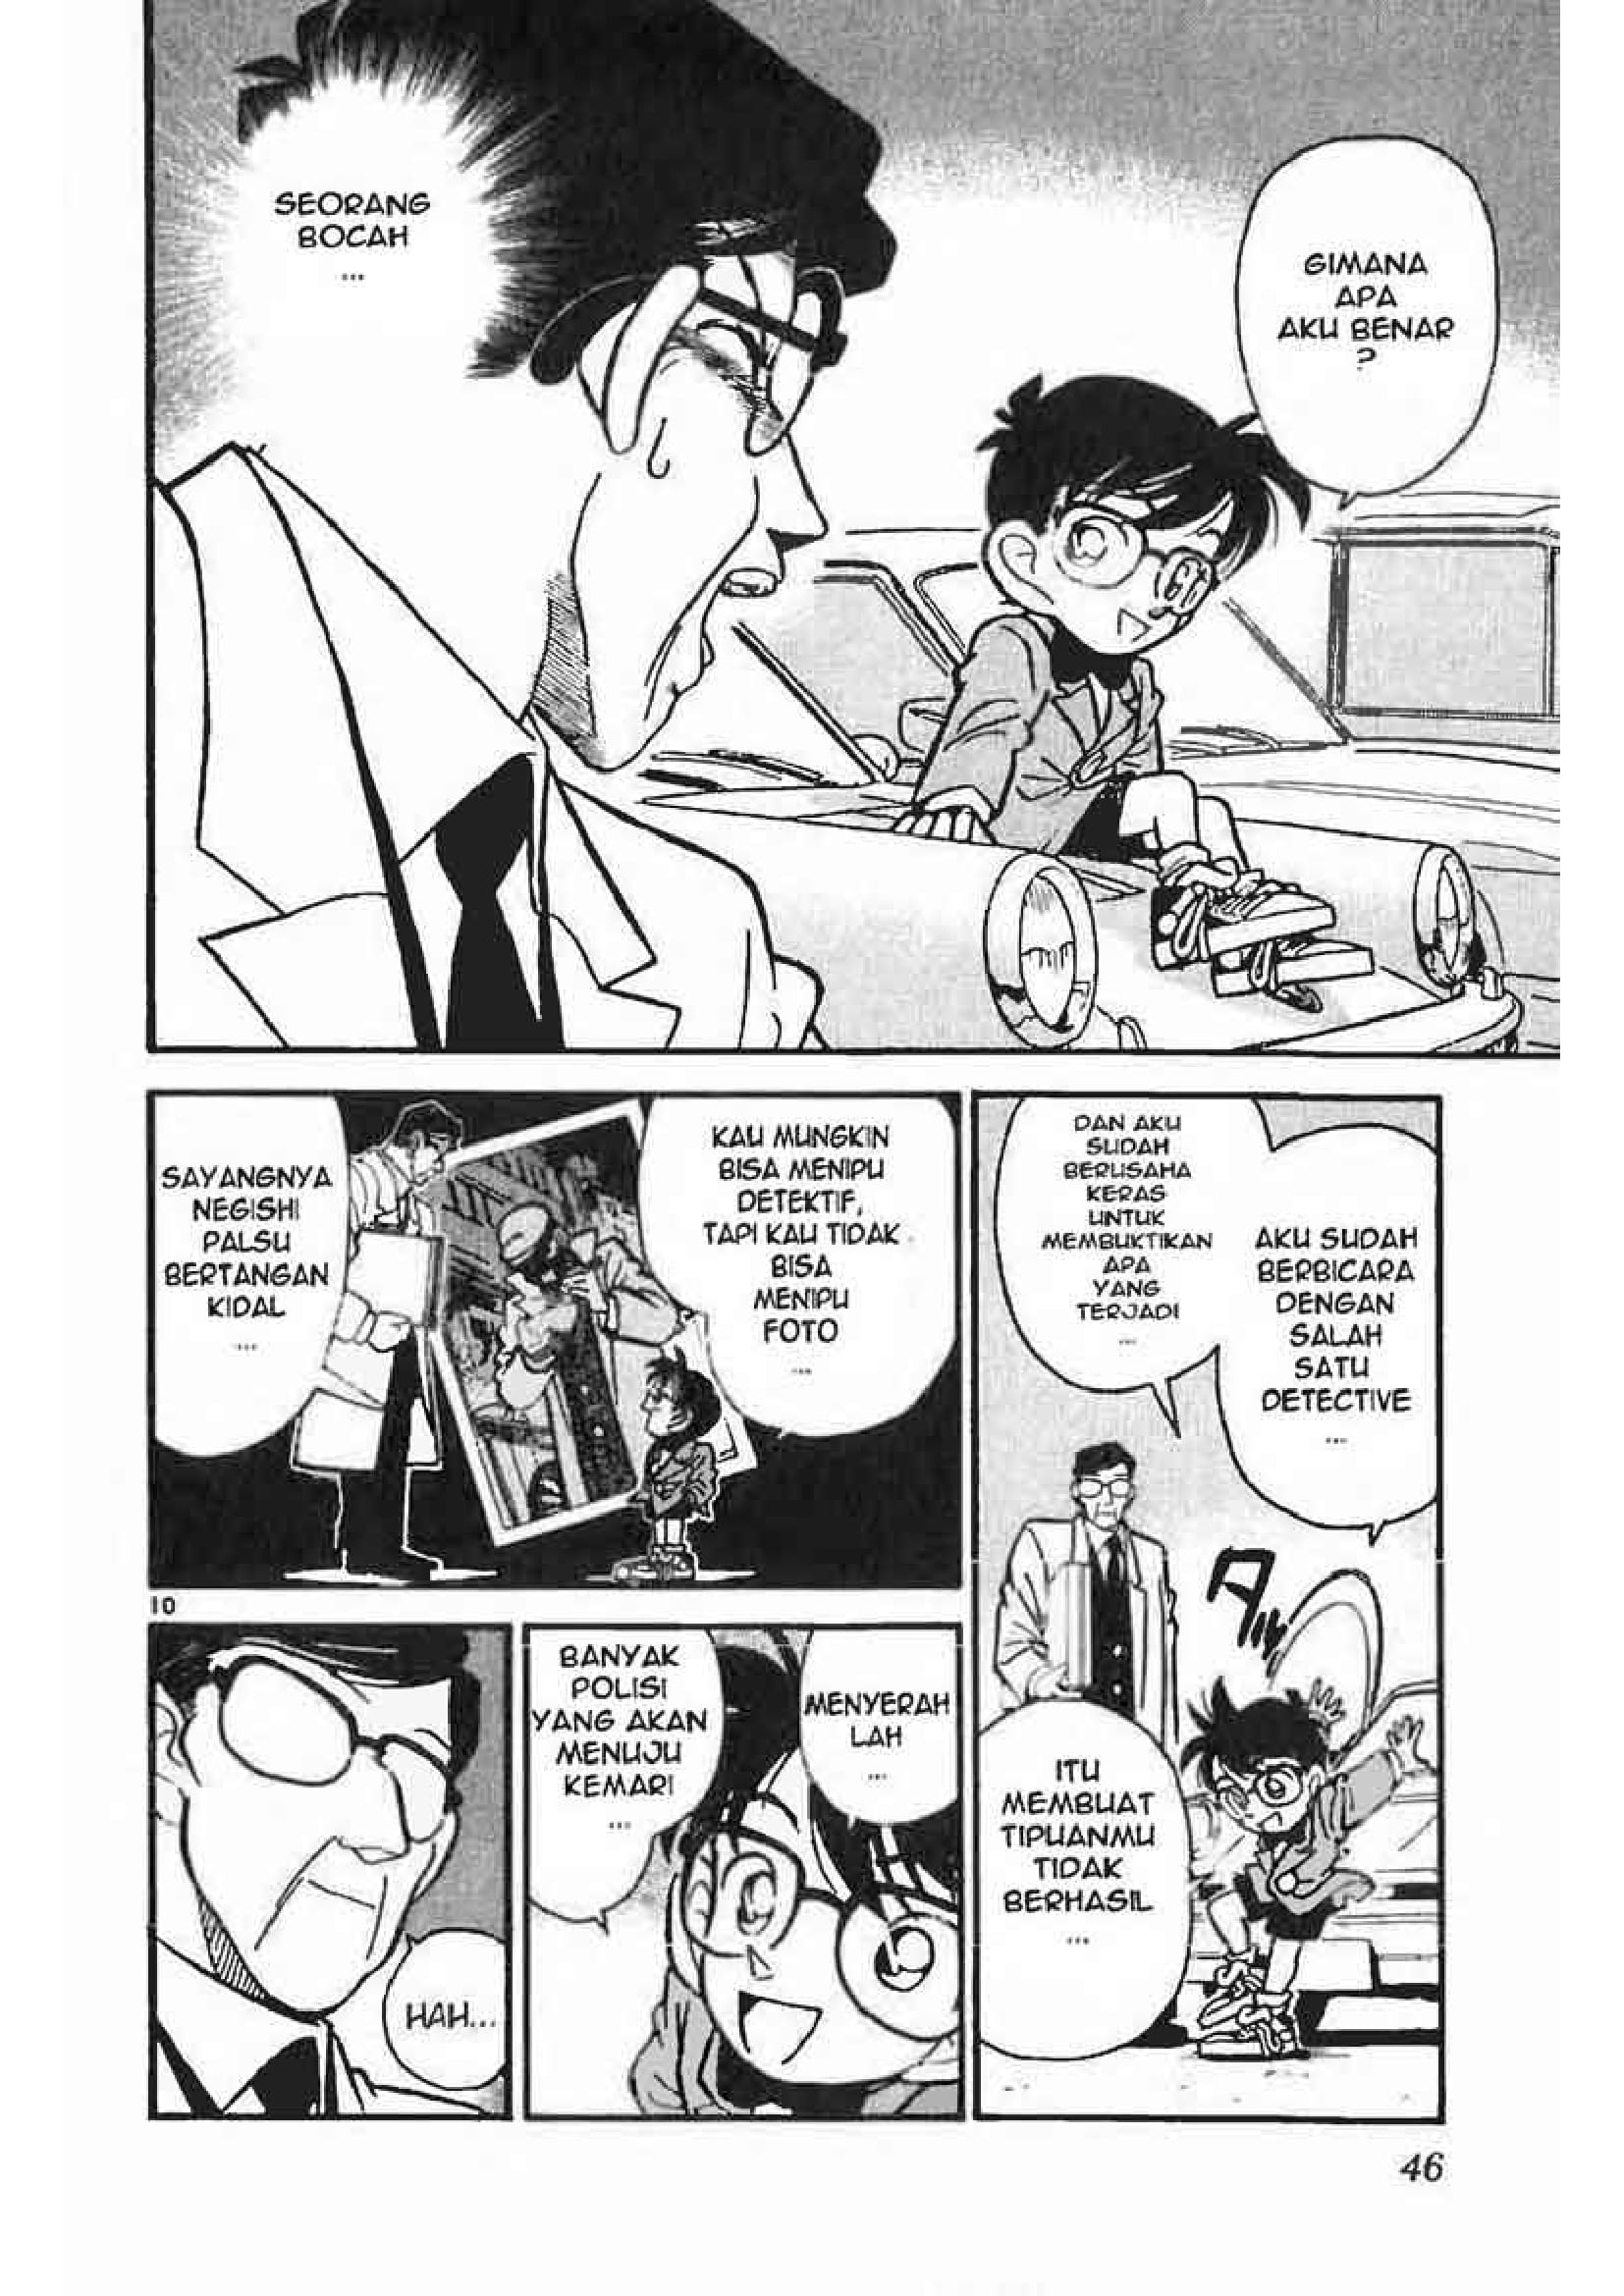 GIMANA
APA
AKU BENAR
?
SEORANG
BOCAH
...
AKU SUDAH
BERBICARA
DENGAN
SALAH
SATU
DETECTIVE
...
DAN AKU
SUDAH
BERUSAHA
KERAS
UNTUK
MEMBUKTIKAN
APA
YANG
TERJADI
...
タッ
ITU
MEMBUAT
TIPUANMU
TIDAK
BERHASIL
...
KAU MUNGKIN
BISA MENIPU
DETEKTIF,
TAPI KAU TIDAK
BISA
MENIPU
FOTO
...
SAYANGNYA
NEGISHI
PALSU
BERTANGAN
KIDAL
...
10
MENYERAH
LAH
...
BANYAK
POLISI
YANG AKAN
MENUJU
KEMARI
...
HAH...
46